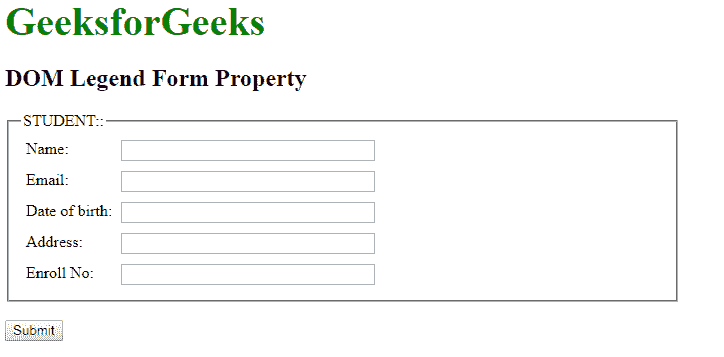 GeeksforGeeks
DOM Legend Form Property
STUDENT::
Name:
Email:
Date of birth:
Address:
Enroll No:
Submit